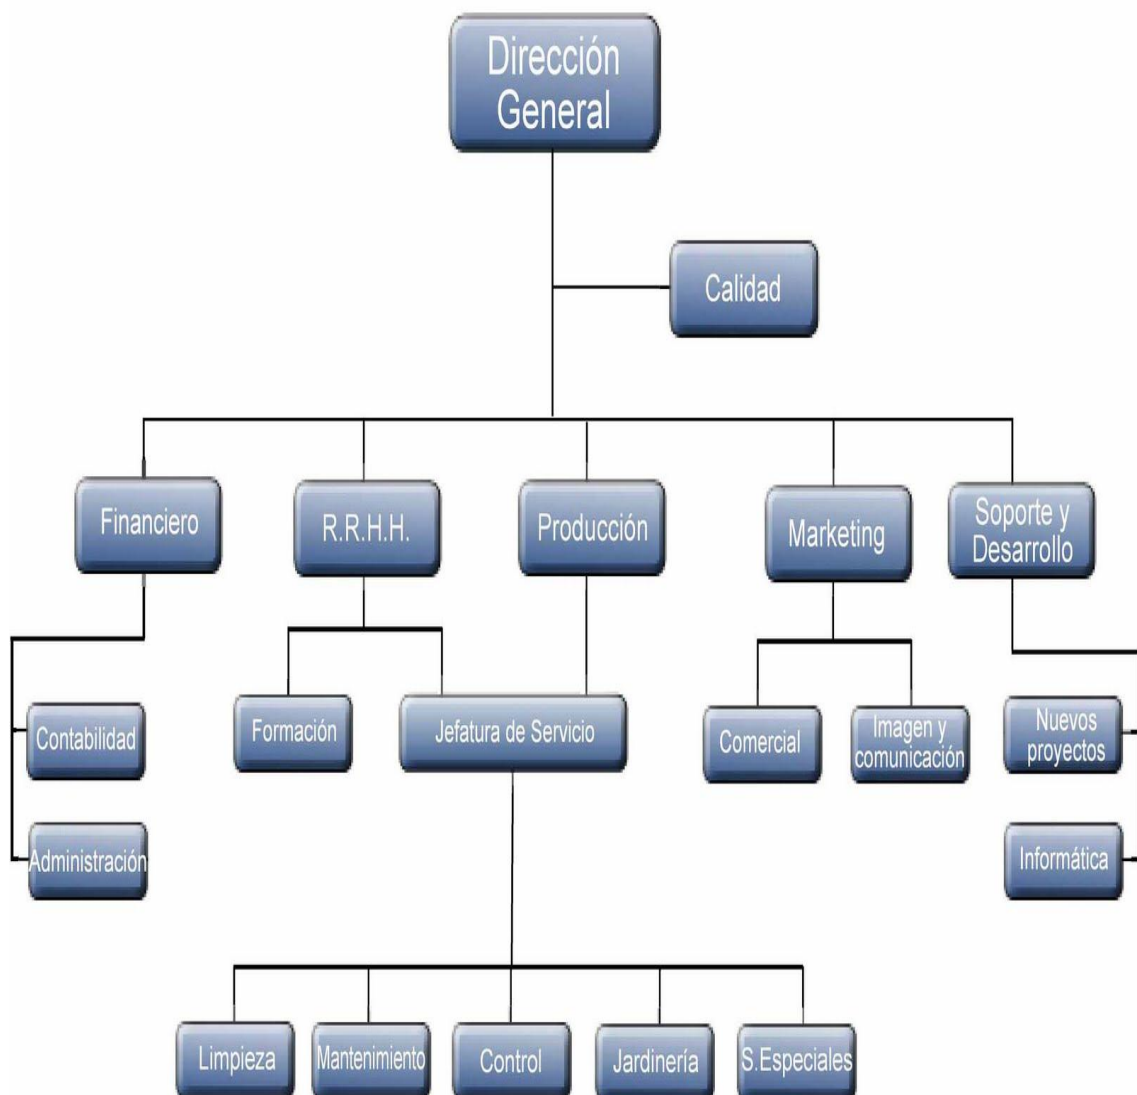 Dirección
General
Calidad
Financiero
R.R.H.H.
Producción
Marketing
Soporte y
Desarrollo
Contabilidad
Formación
Jefatura de Servicio
Comercial
Imagen y
comunicación
Nuevos
proyectos
Administración
Informática
Limpieza
Mantenimiento
Control
Jardinería
S.Especiales